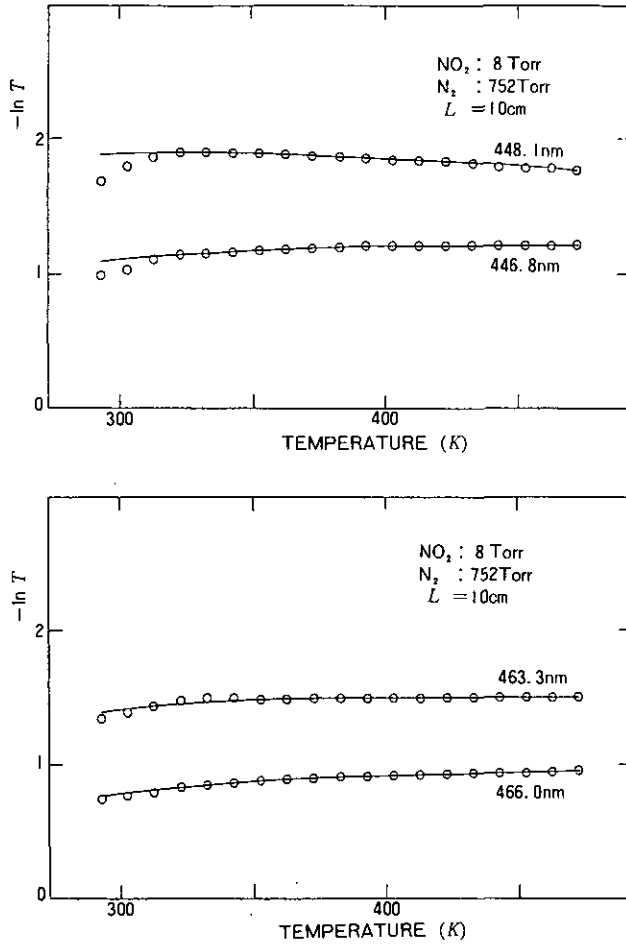 − ln T
2
1
0
NO₂ : 8 Torr
N₂ : 752Torr
L = 10cm
448.1nm
446.8nm
300
400
TEMPERATURE (K)
− ln T
2
1
0
NO₂ : 8 Torr
N₂ : 752Torr
L = 10cm
463.3nm
466.0nm
300
400
TEMPERATURE (K)